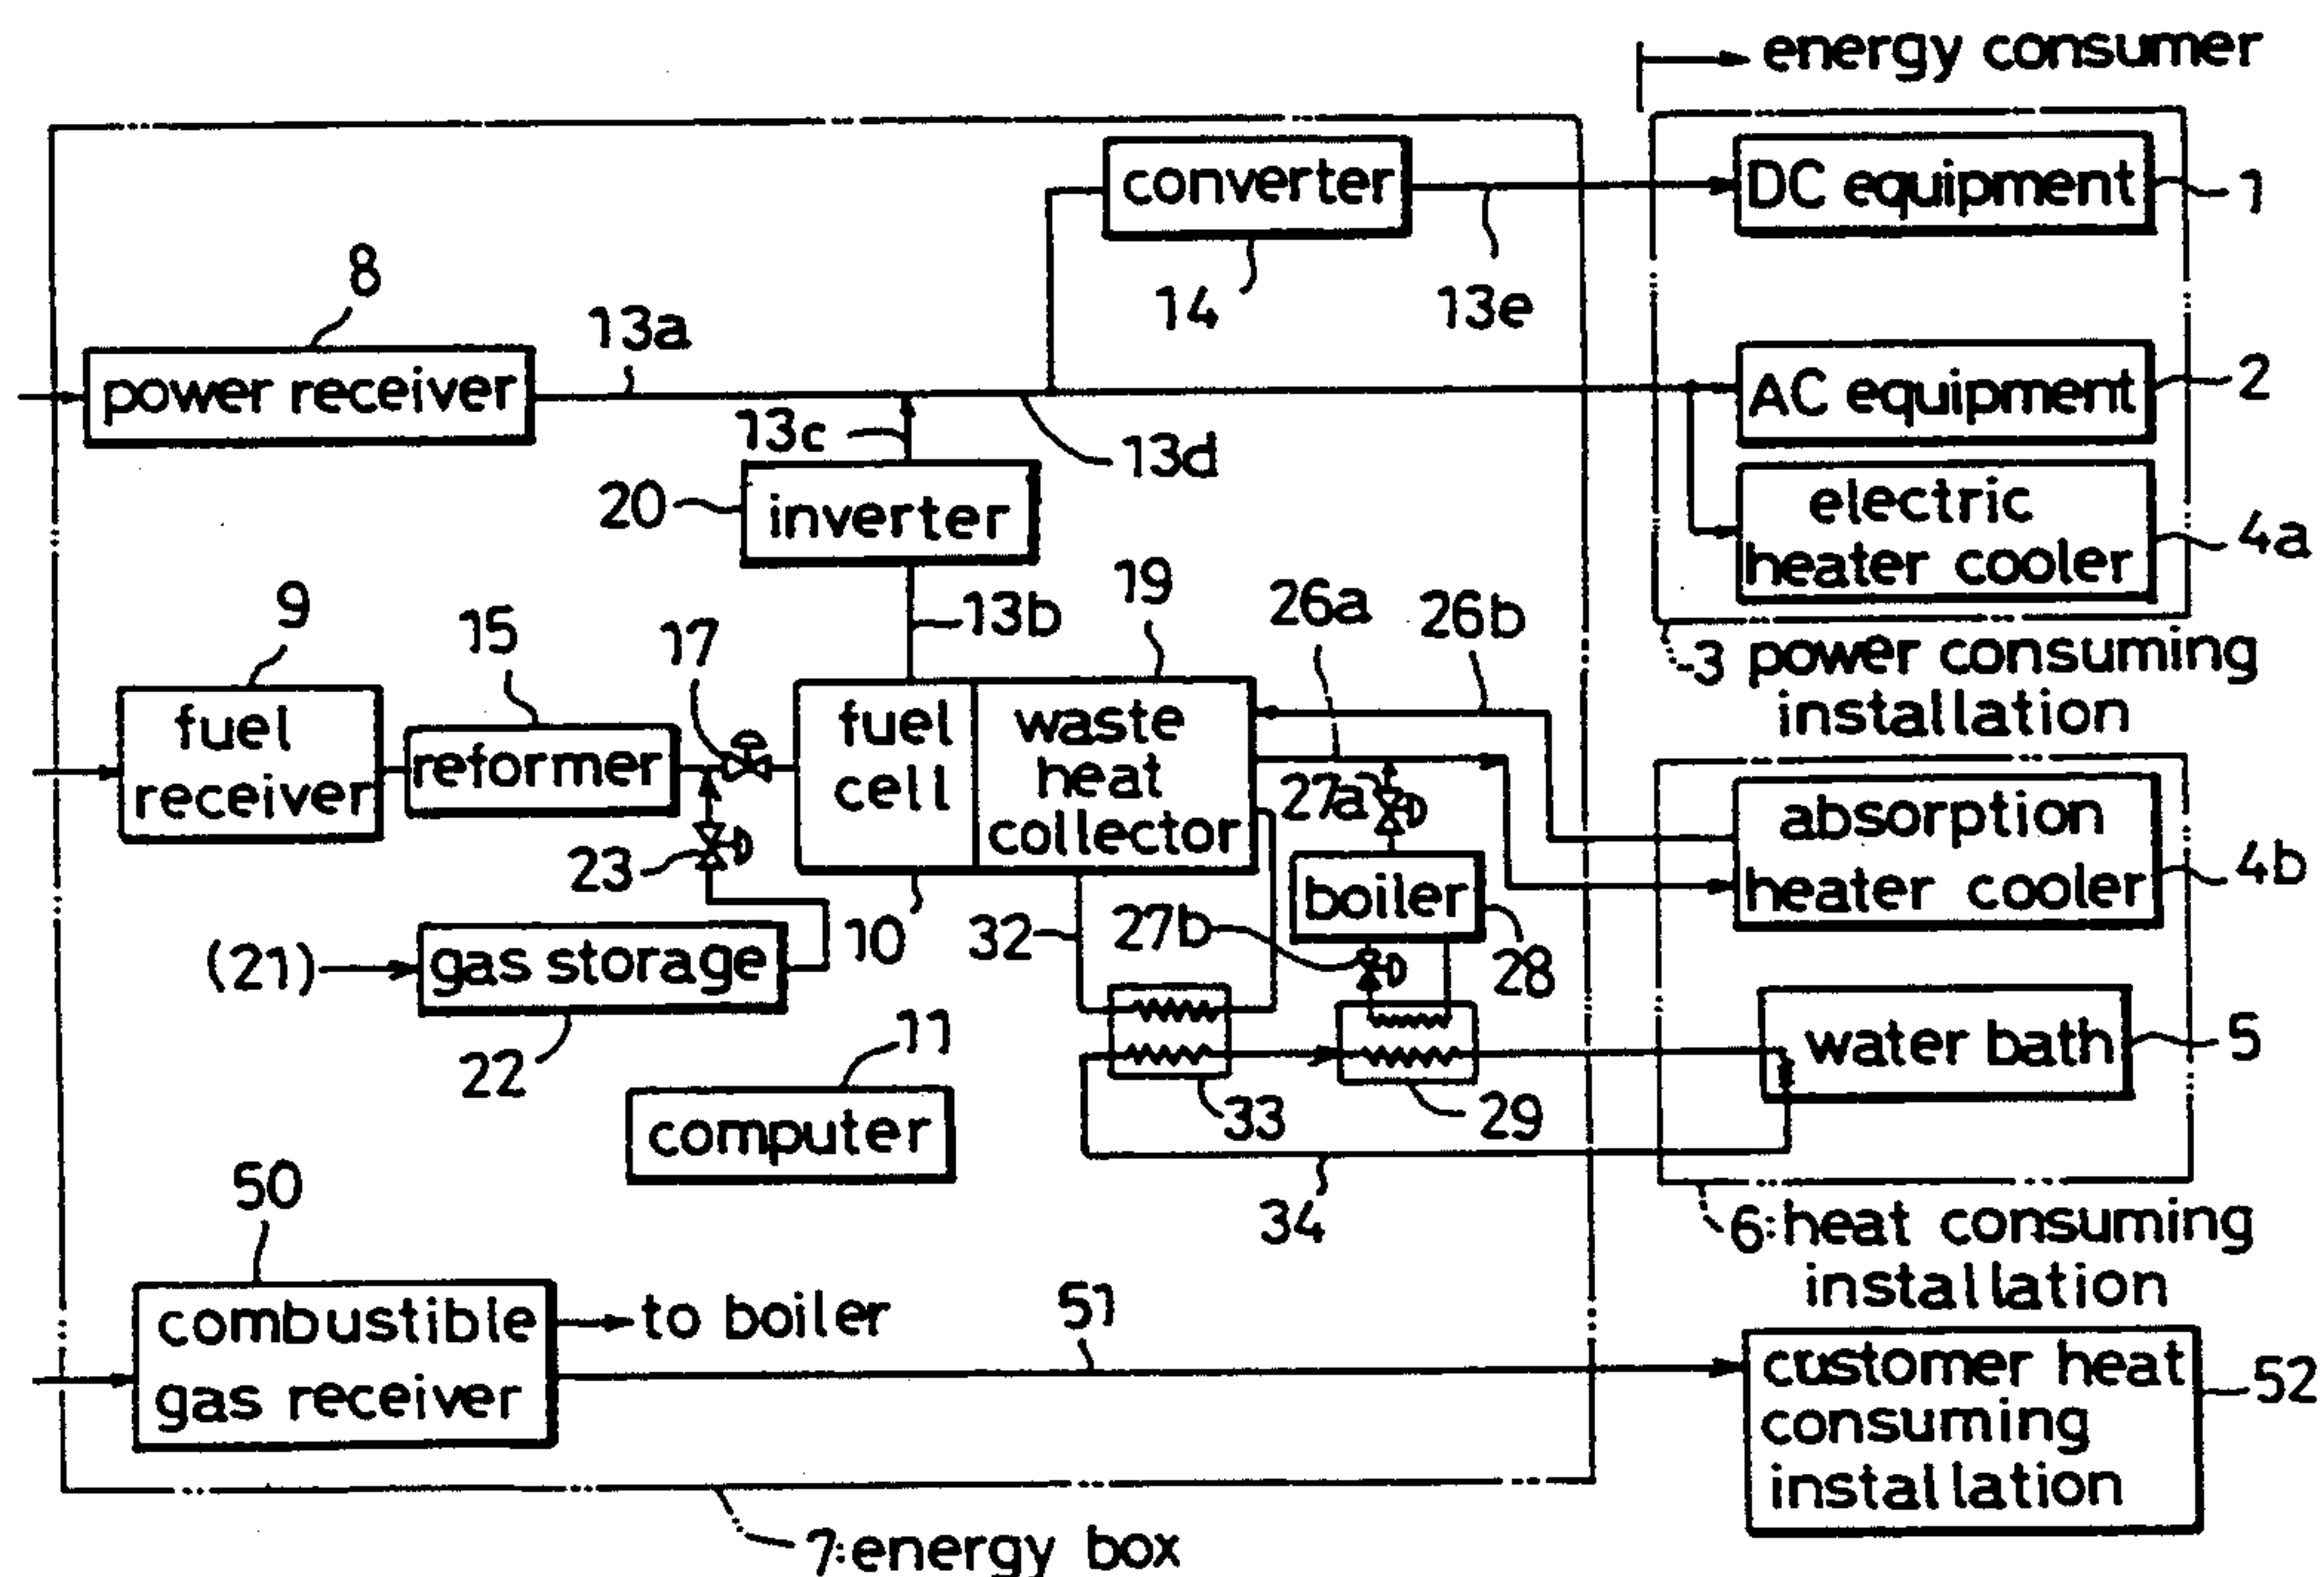 energy consumer
converter
DC equipment
1
8
13a
14
13e
power receiver
AC equipment
2
13c
13d
20
inverter
electric
heater cooler
4a
9
15
17
13b
19
26a
26b
3 power consuming
installation
fuel
receiver
reformer
fuel
cell
waste
heat
collector
27a
absorption
heater cooler
4b
23
boiler
10
32
27b
28
(21)
gas storage
22
11
water bath
5
computer
33
29
34
6:heat consuming
installation
50
combustible
gas receiver
to boiler
51
customer heat
consuming
installation
52
7:energy box